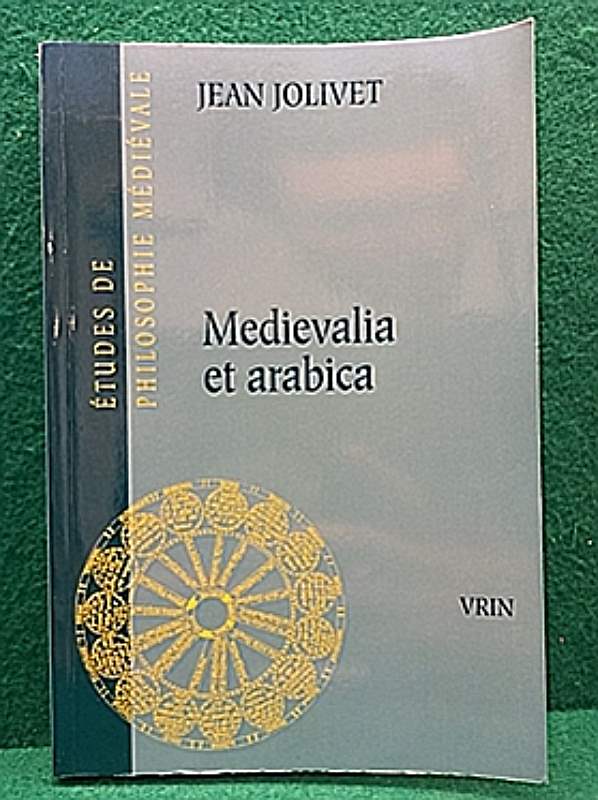 JEAN JOLIVET
ÉTUDES DE
PHILOSOPHIE MÉDIÉVALE
Medievalia
et arabica
VRIN